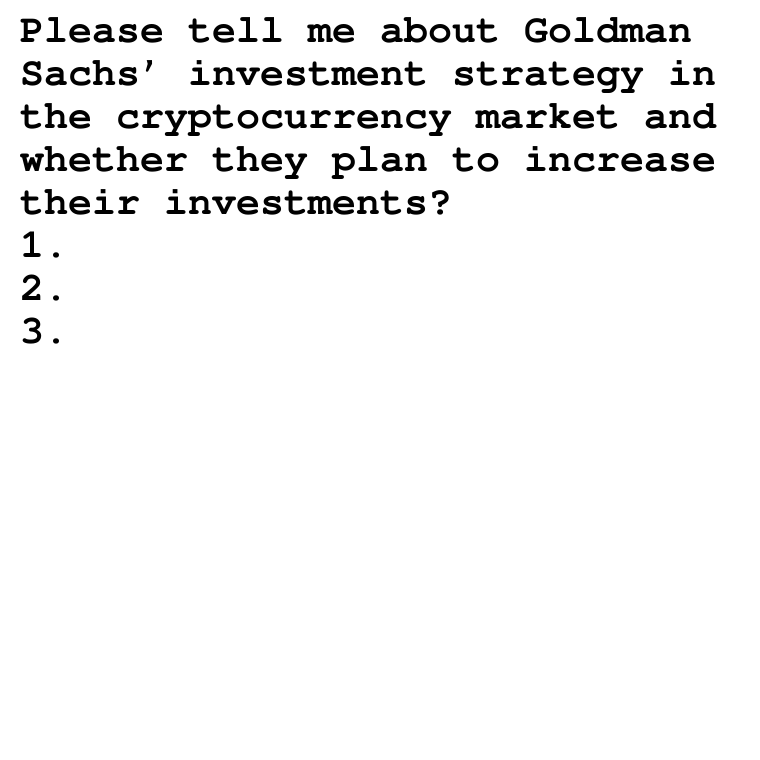 Please tell me about Goldman
Sachs’ investment strategy in
the cryptocurrency market and
whether they plan to increase
their investments?
1.
2.
3.